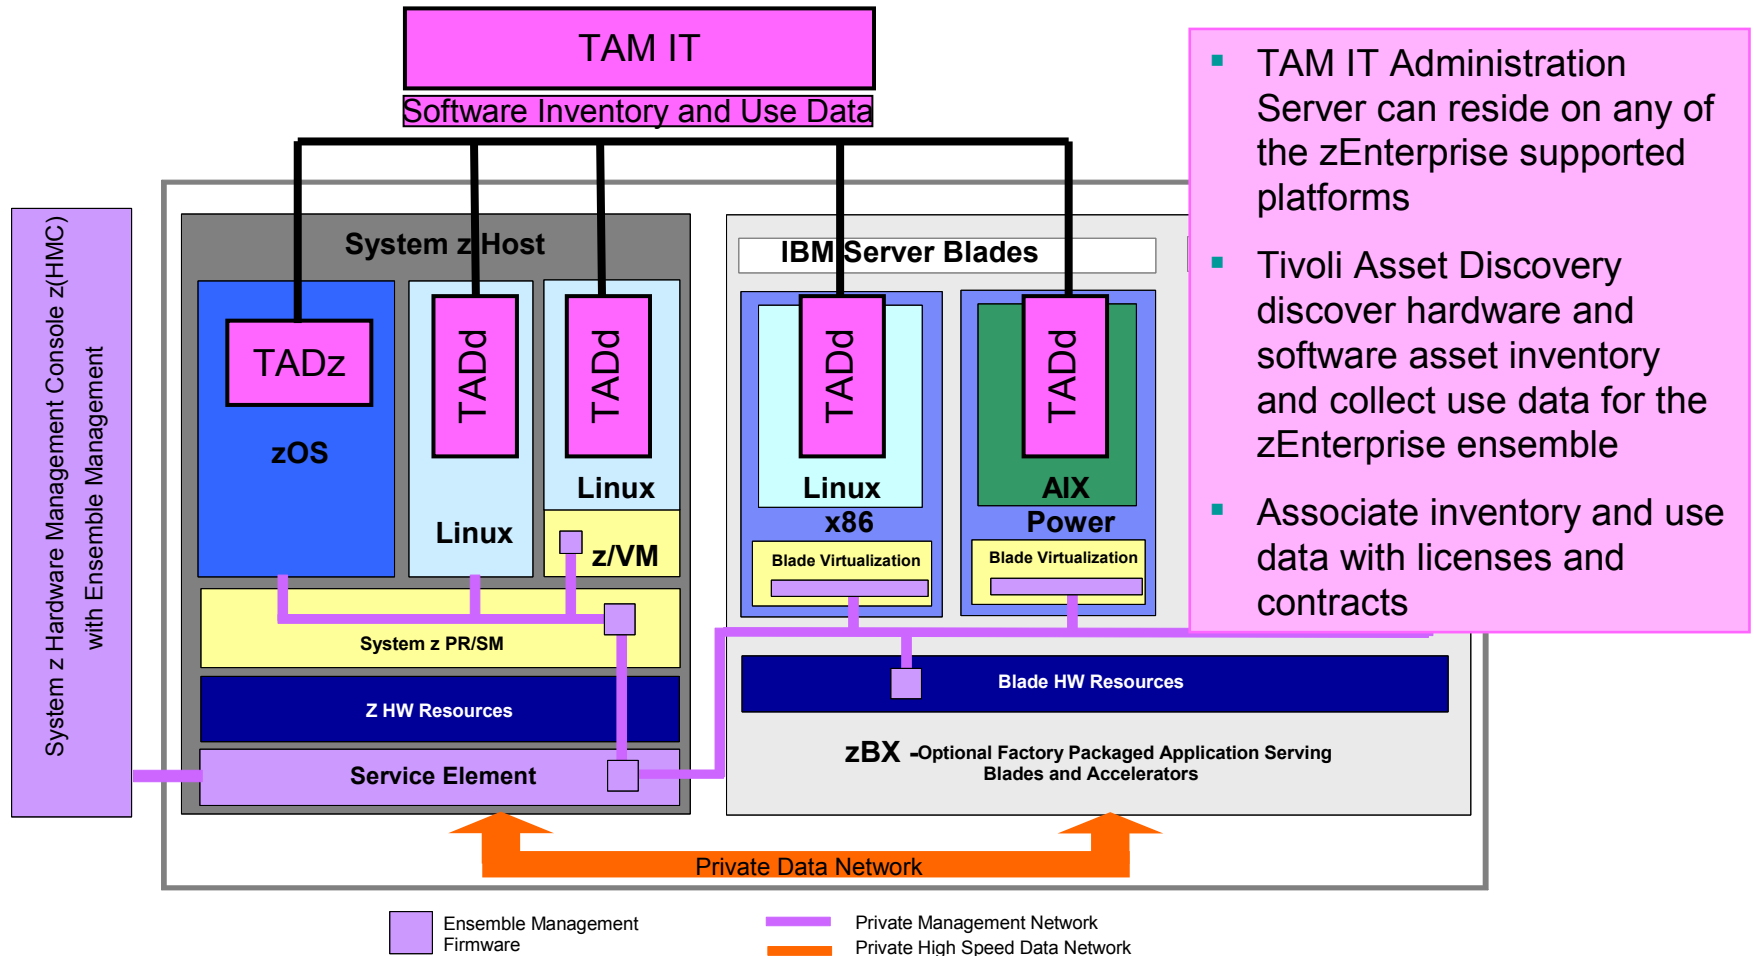 TAM IT
Software Inventory and Use Data
System z Hardware Management Console z(HMC)
with Ensemble Management
System z Host
TADz
zOS
TADd
Linux
TADd
Linux
z/VM
System z PR/SM
Z HW Resources
Service Element
IBM Server Blades
TADd
Linux
x86
Blade Virtualization
TADd
AIX
Power
Blade Virtualization
Blade HW Resources
zBX -Optional Factory Packaged Application Serving
Blades and Accelerators
Private Data Network
▪ TAM IT Administration
Server can reside on any of
the zEnterprise supported
platforms
▪ Tivoli Asset Discovery
discover hardware and
software asset inventory
and collect use data for the
zEnterprise ensemble
▪ Associate inventory and use
data with licenses and
contracts
Ensemble Management
Firmware
Private Management Network
Private High Speed Data Network